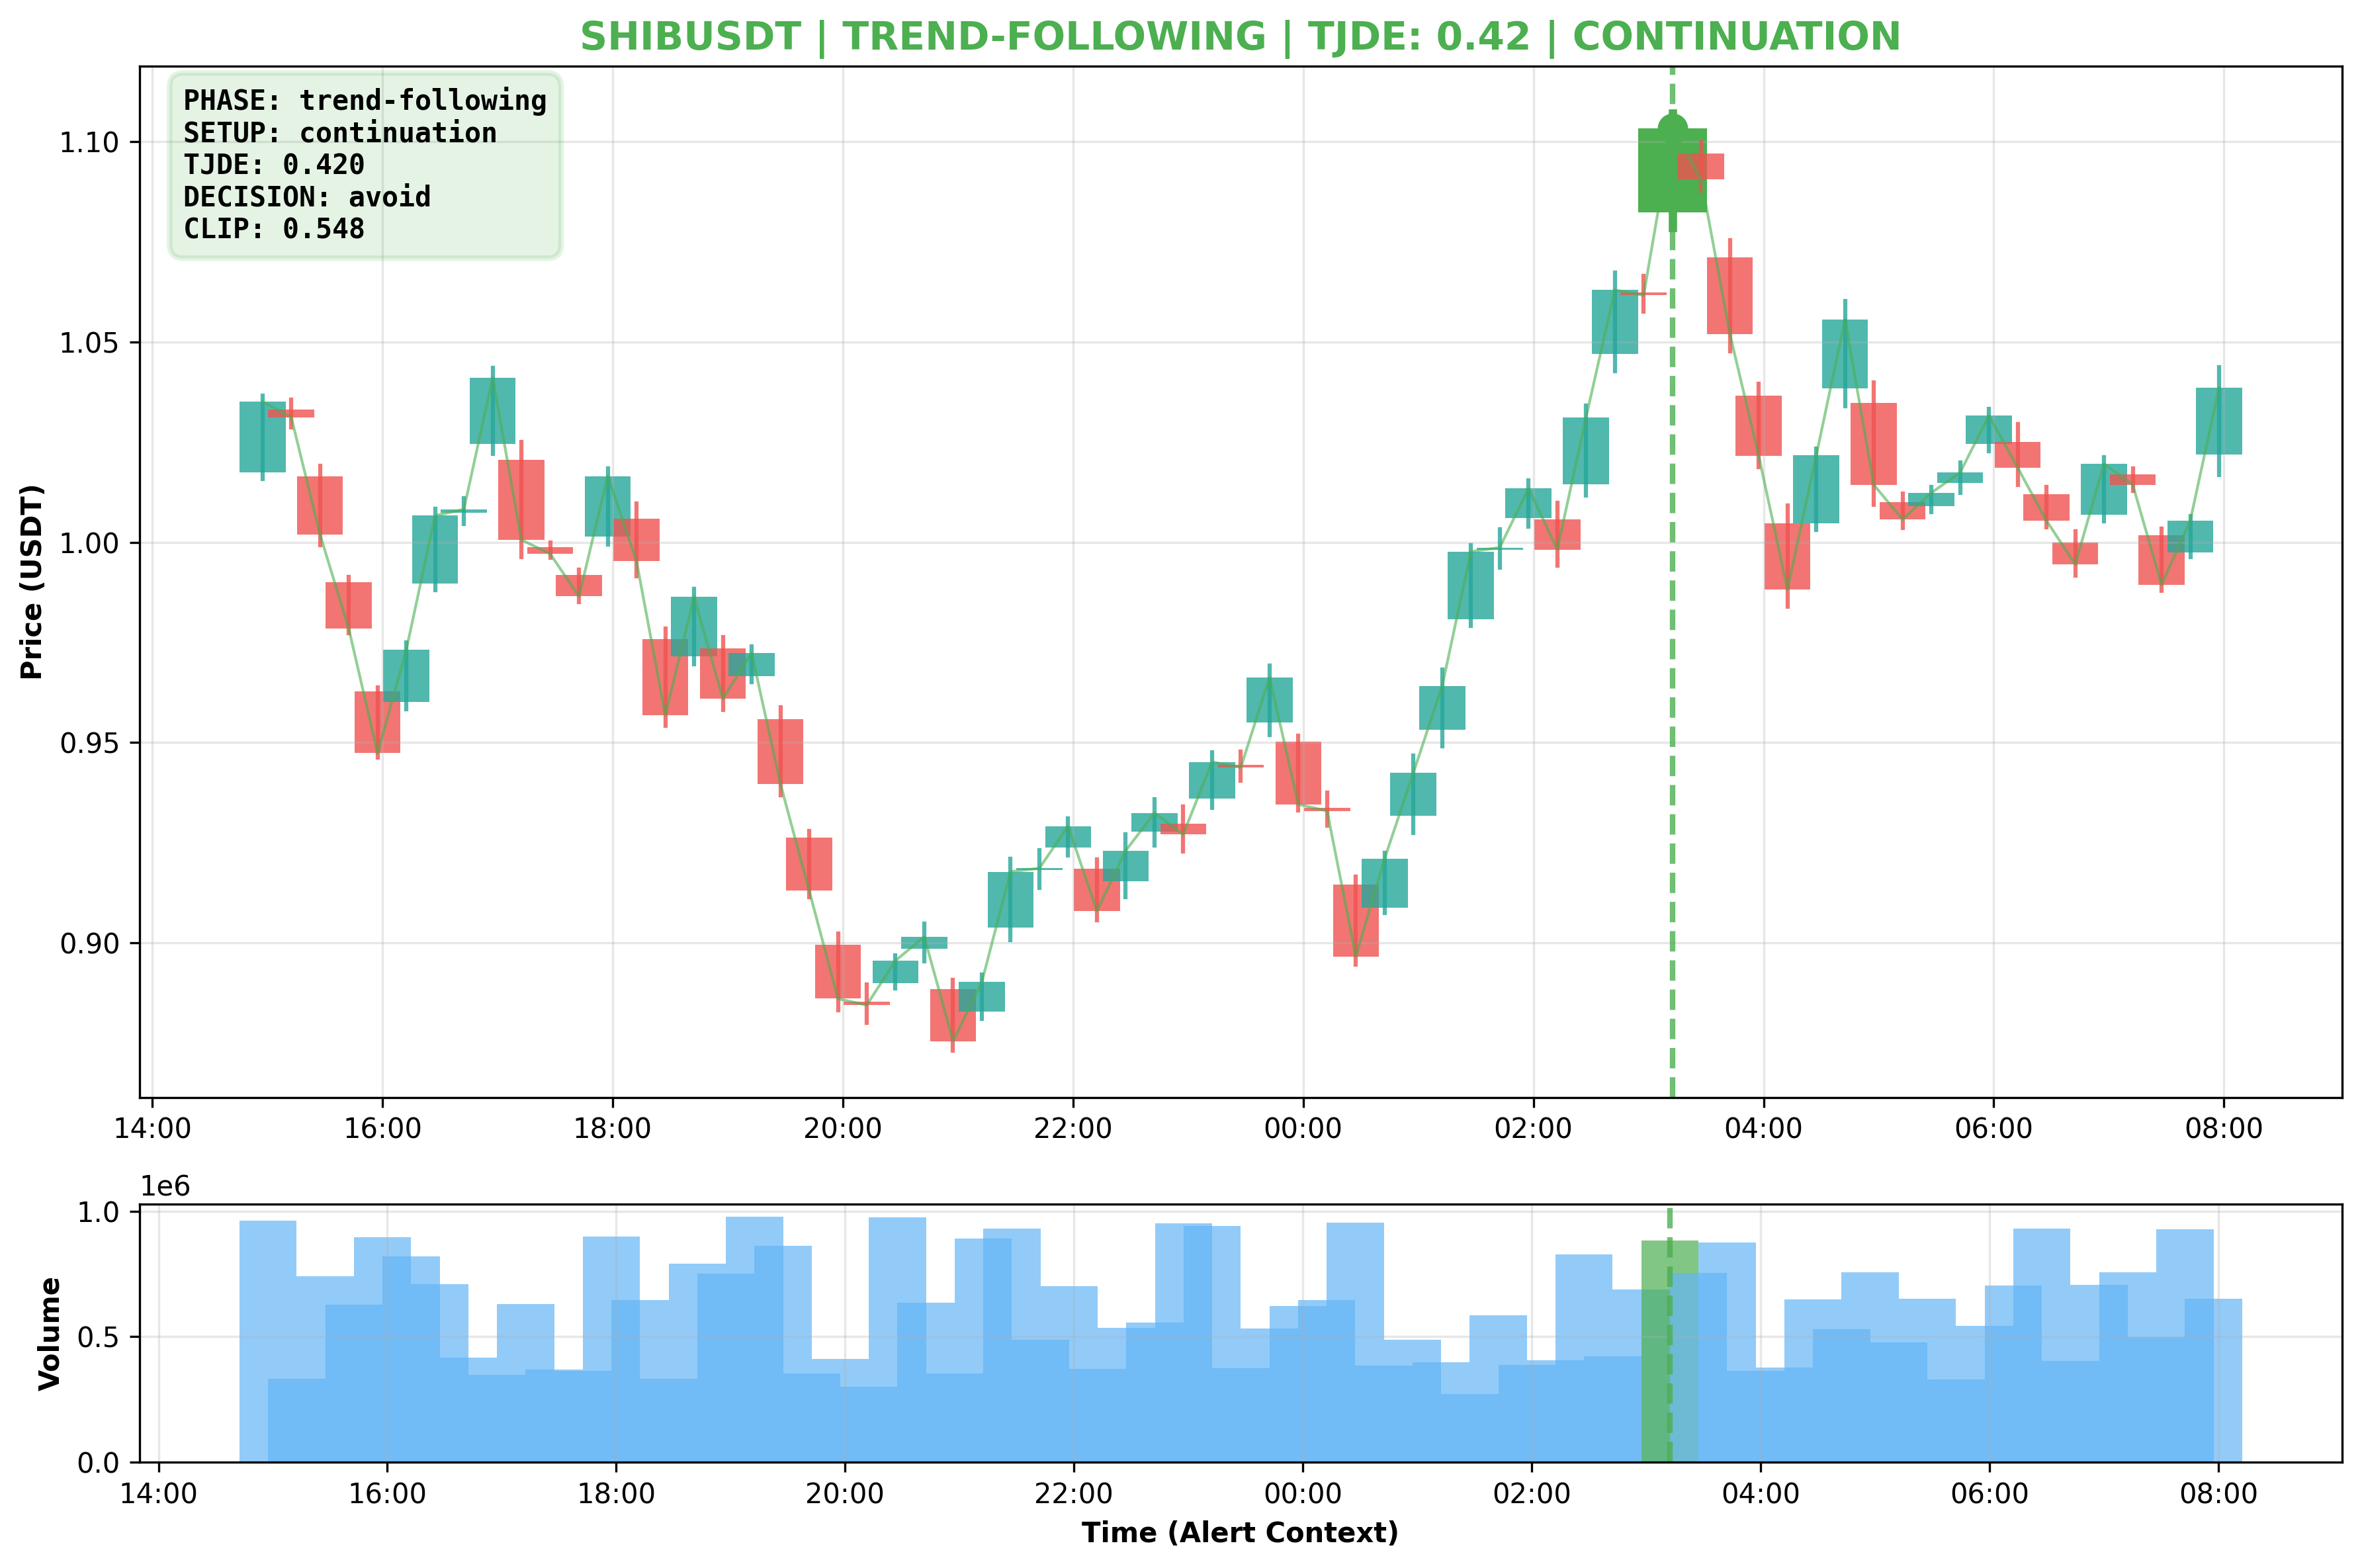 SHIBUSDT | TREND-FOLLOWING | TJDE: 0.42 | CONTINUATION
PHASE: trend-following
SETUP: continuation
TJDE: 0.420
DECISION: avoid
CLIP: 0.548
Price (USDT)
1.10
1.05
1.00
0.95
0.90
14:00 16:00 18:00 20:00 22:00 00:00 02:00 04:00 06:00 08:00
1e6
Volume
1.0
0.5
0.0
14:00 16:00 18:00 20:00 22:00 00:00 02:00 04:00 06:00 08:00
Time (Alert Context)